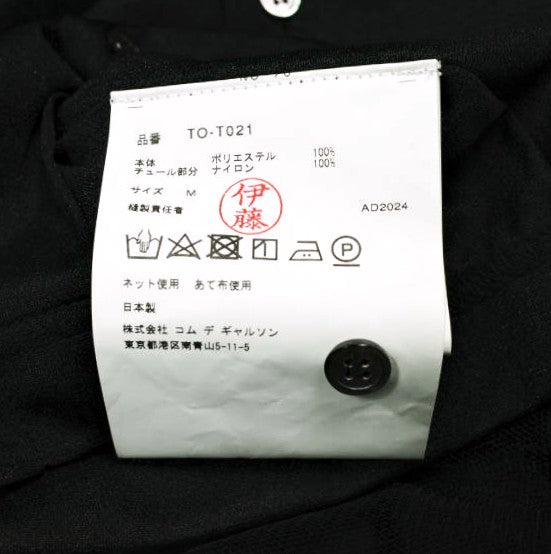 品番 TO-T021
本体 ポリエステル 100%
チュール部分 ナイロン 100%
サイズ M
伊藤
縫製責任者 AD2024
P
ネット使用 あて布使用
日本製
株式会社 コム デ ギャルソン
東京都港区南青山5-11-5